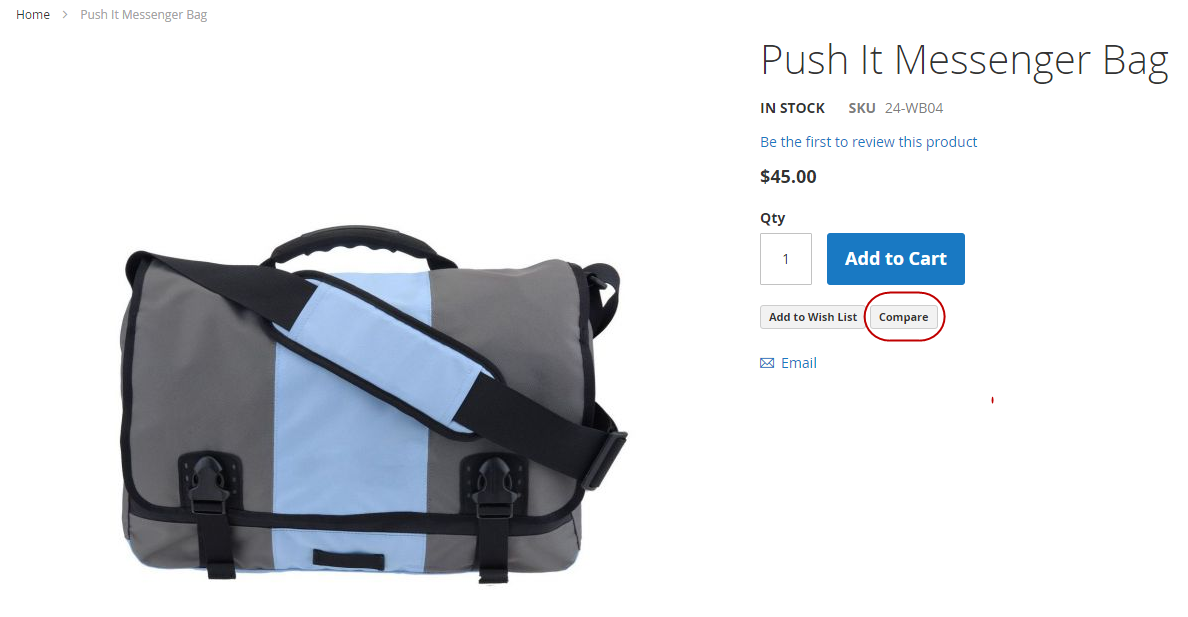 Home > Push It Messenger Bag
Push It Messenger Bag
IN STOCK SKU 24-WB04
Be the first to review this product
$45.00
Qty
1 Add to Cart
Add to Wish List Compare
Email